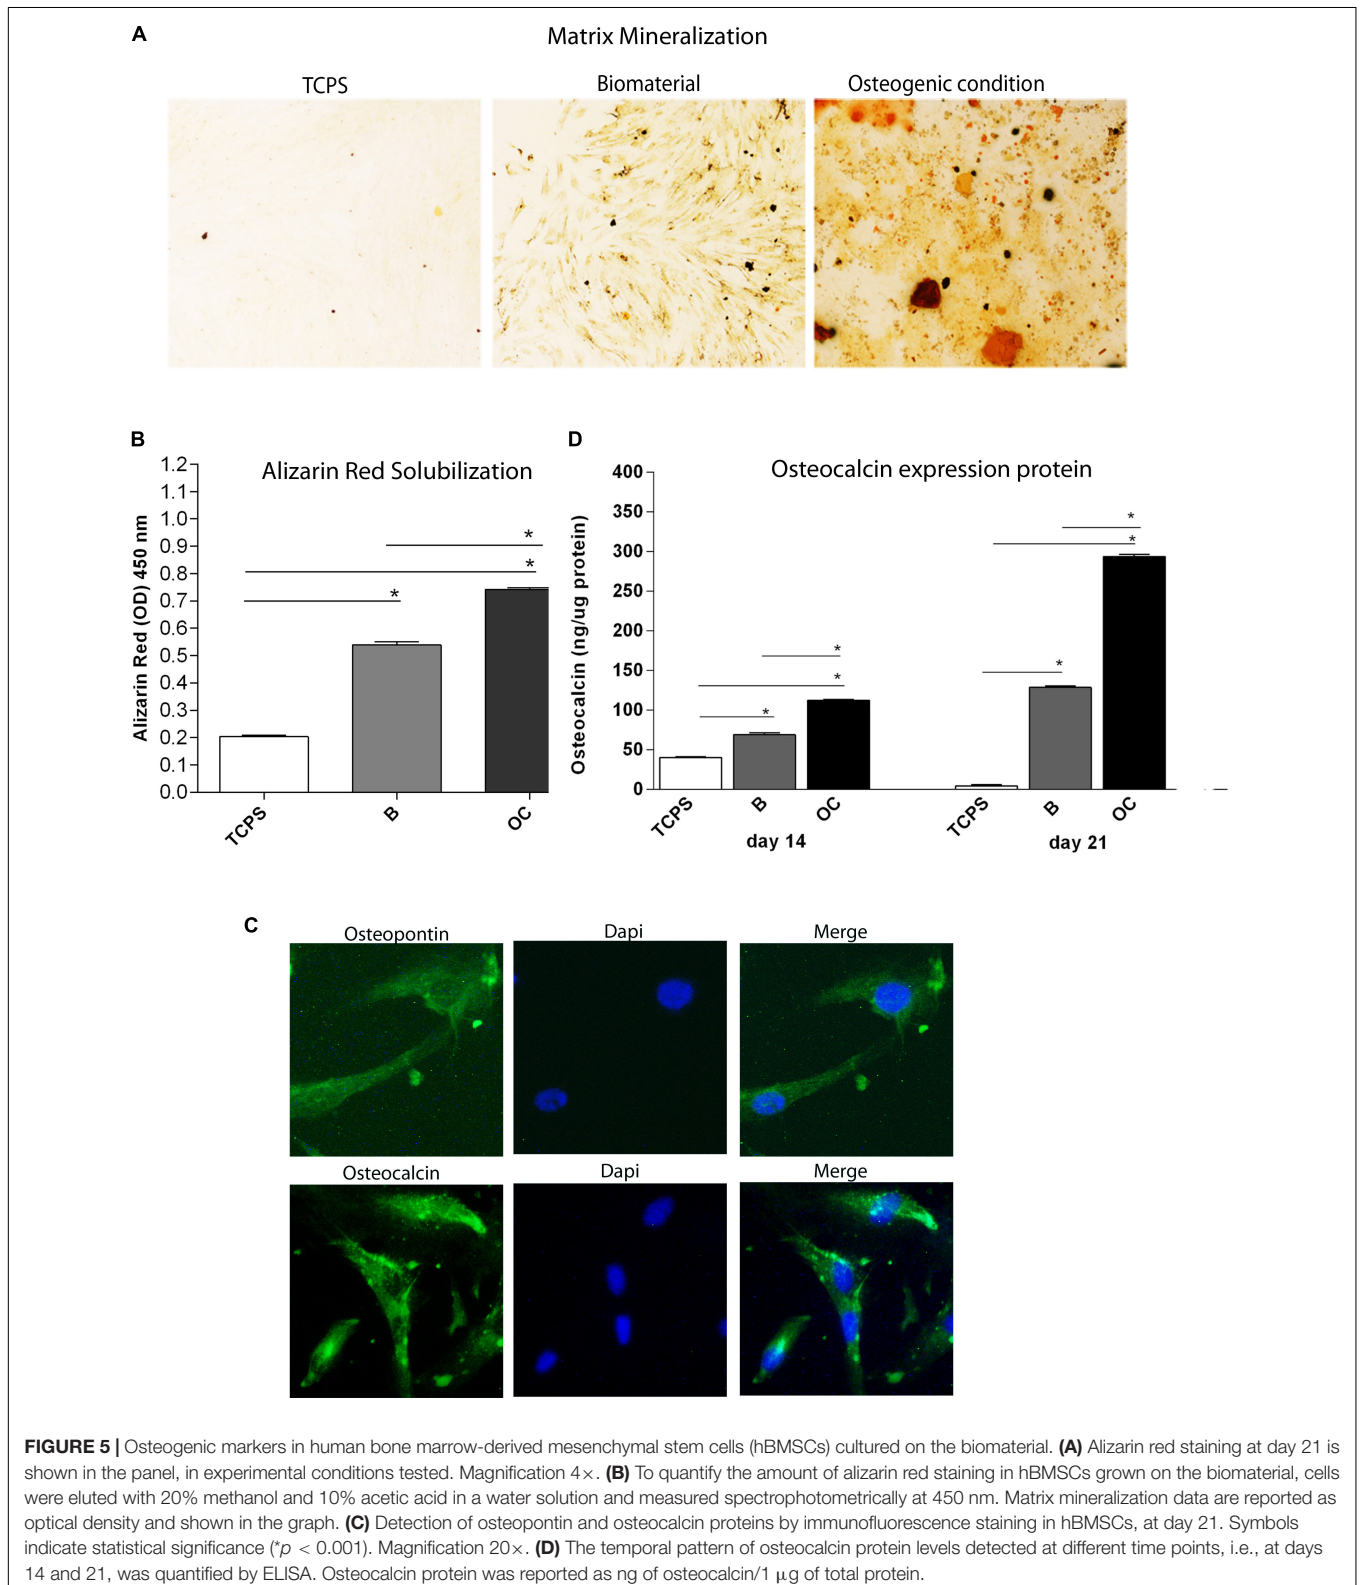 A
Matrix Mineralization
TCPS
Biomaterial
Osteogenic condition
B
Alizarin Red Solubilization
1.2
1.1
1.0
0.9
0.8
0.7
0.6
0.5
0.4
0.3
0.2
0.1
0.0
Alizarin Red (OD) 450 nm
*
*
*
TCPS
B
OC
D
Osteocalcin expression protein
400
350
300
250
200
150
100
50
0
Osteocalcin (ng/ug protein)
*
*
*
*
*
*
TCPS
B
OC
TCPS
B
OC
day 14
day 21
C
Osteopontin
Dapi
Merge
Osteocalcin
Dapi
Merge
FIGURE 5 | Osteogenic markers in human bone marrow-derived mesenchymal stem cells (hBMSCs) cultured on the biomaterial. (A) Alizarin red staining at day 21 is
shown in the panel, in experimental conditions tested. Magnification 4×. (B) To quantify the amount of alizarin red staining in hBMSCs grown on the biomaterial, cells
were eluted with 20% methanol and 10% acetic acid in a water solution and measured spectrophotometrically at 450 nm. Matrix mineralization data are reported as
optical density and shown in the graph. (C) Detection of osteopontin and osteocalcin proteins by immunofluorescence staining in hBMSCs, at day 21. Symbols
indicate statistical significance (*p < 0.001). Magnification 20×. (D) The temporal pattern of osteocalcin protein levels detected at different time points, i.e., at days
14 and 21, was quantified by ELISA. Osteocalcin protein was reported as ng of osteocalcin/1 μg of total protein.